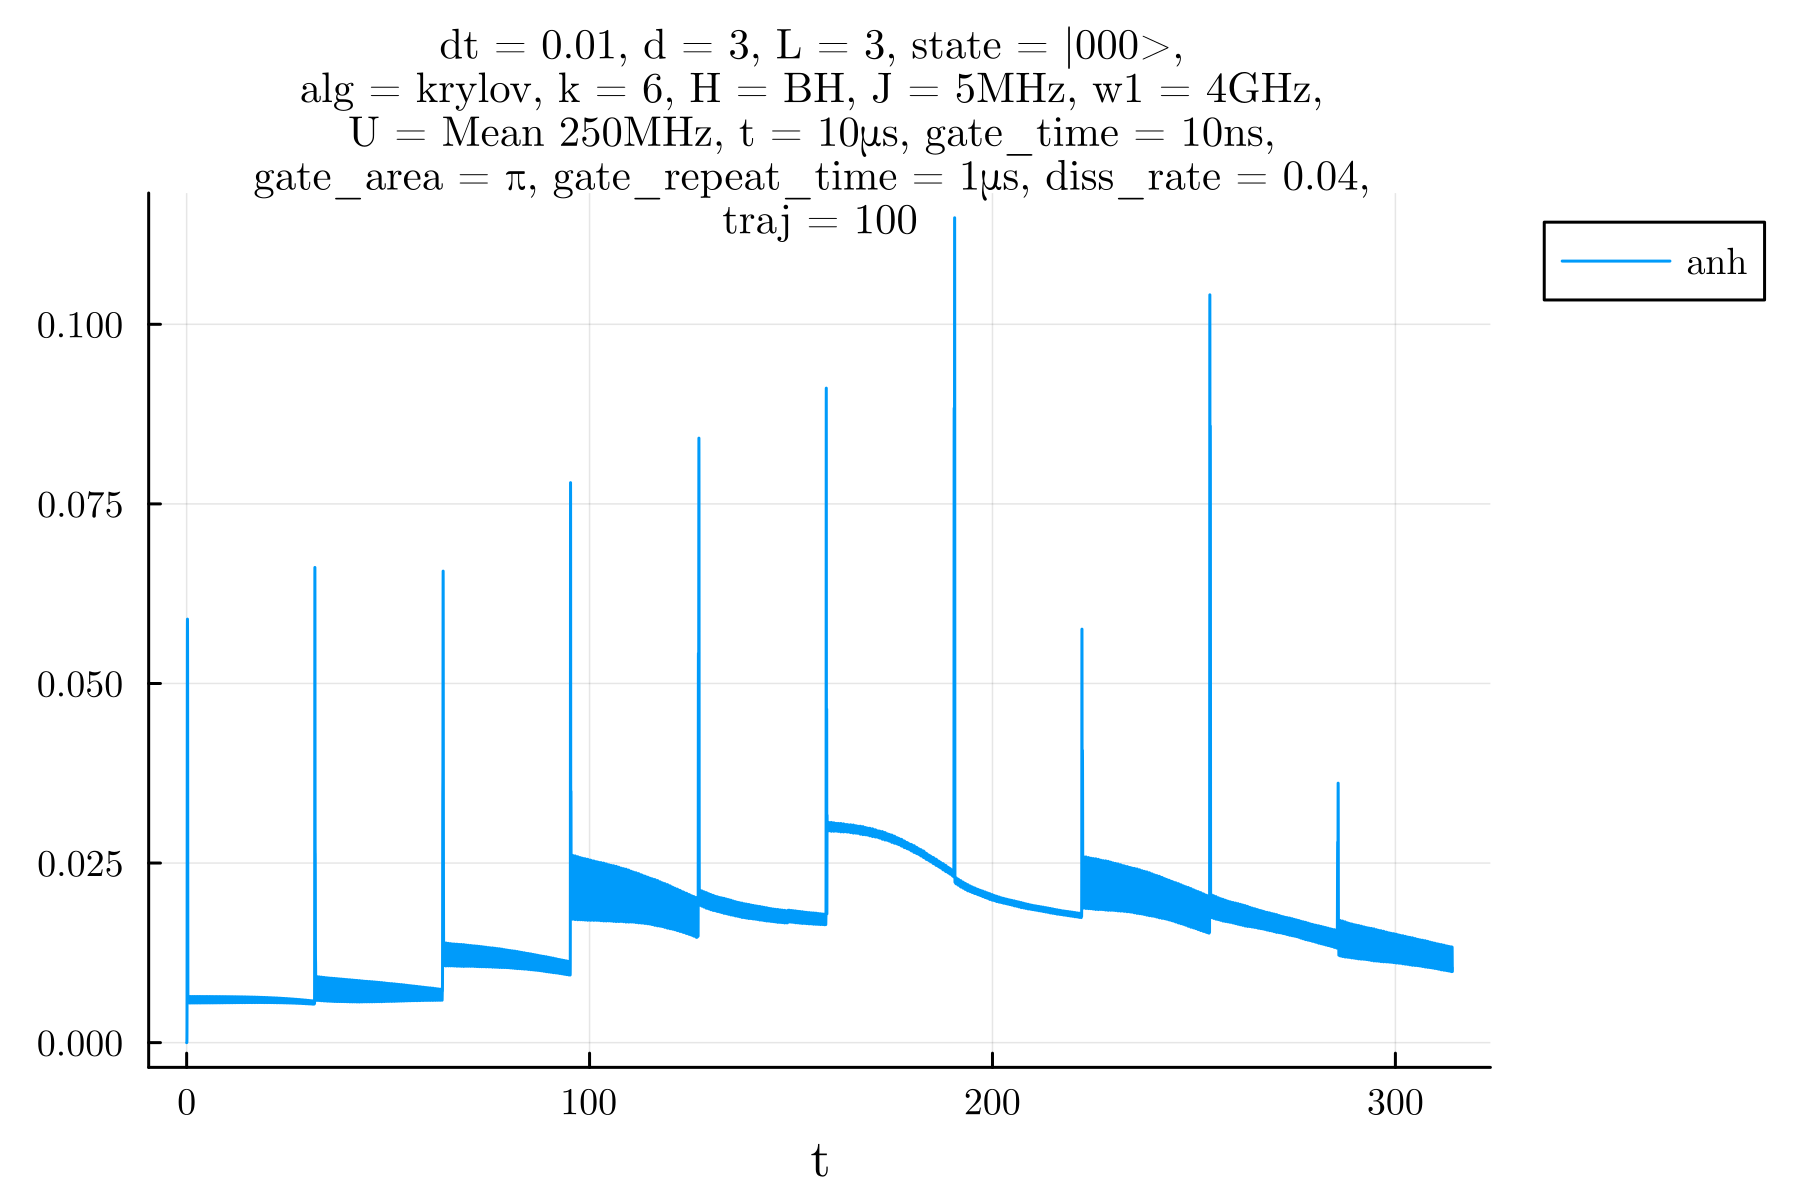 dt = 0.01, d = 3, L = 3, state = |000>,
alg = krylov, k = 6, H = BH, J = 5MHz, w1 = 4GHz,
U = Mean 250MHz, t = 10μs, gate_time = 10ns,
gate_area = π, gate_repeat_time = 1μs, diss_rate = 0.04,
traj = 100
anh
0.100
0.075
0.050
0.025
0.000
0 100 200 300
t